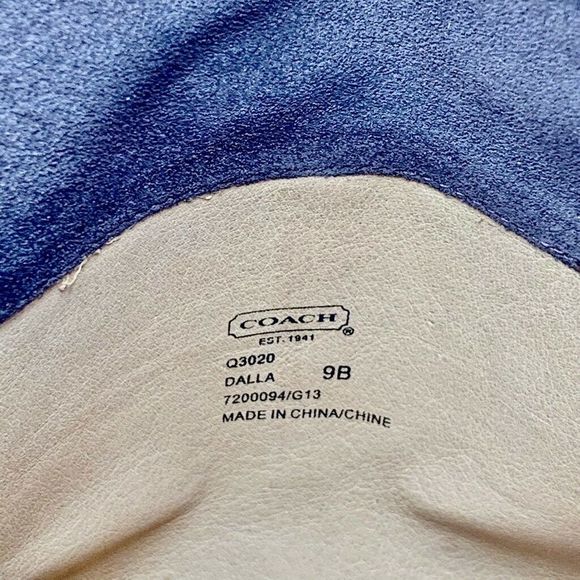 COACH®
EST. 1941
Q3020
DALLA 9B
7200094/G13
MADE IN CHINA/CHINE